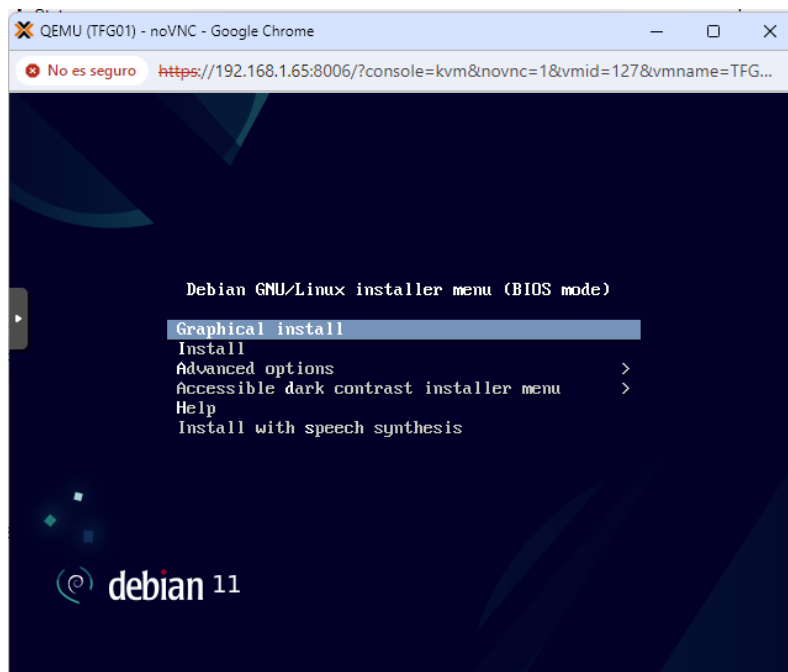 QEMU (TFG01) - noVNC - Google Chrome
No es seguro https://192.168.1.65:8006/?console=kvm&novnc=1&vmid=127&vmname=TFG...
Debian GNU/Linux installer menu (BIOS mode)
Graphical install
Install
Advanced options >
Accessible dark contrast installer menu >
Help
Install with speech synthesis
debian 11